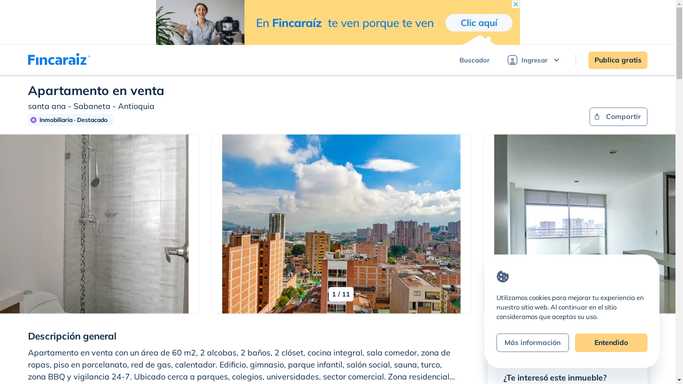 En Fincaraíz te ven porque te ven
Clic aquí
Fincaraíz
Buscador
Ingresar
Publica gratis
Apartamento en venta
santa ana - Sabaneta - Antioquia
Inmobiliaria - Destacado
Compartir
1 / 11
Utilizamos cookies para mejorar tu experiencia en
nuestro sitio web. Al continuar en el sitio
consideramos que aceptas su uso.
Más información
Entendido
Descripción general
Apartamento en venta con un área de 60 m2, 2 alcobas, 2 baños, 2 clóset, cocina integral, sala comedor, zona de
ropas, piso en porcelanato, red de gas, calentador. Edificio, gimnasio, parque infantil, salón social, sauna, turco,
zona BBQ y vigilancia 24-7. Ubicado cerca a parques, colegios, universidades, sector comercial. Zona residencial...
¿Te interesó este inmueble?